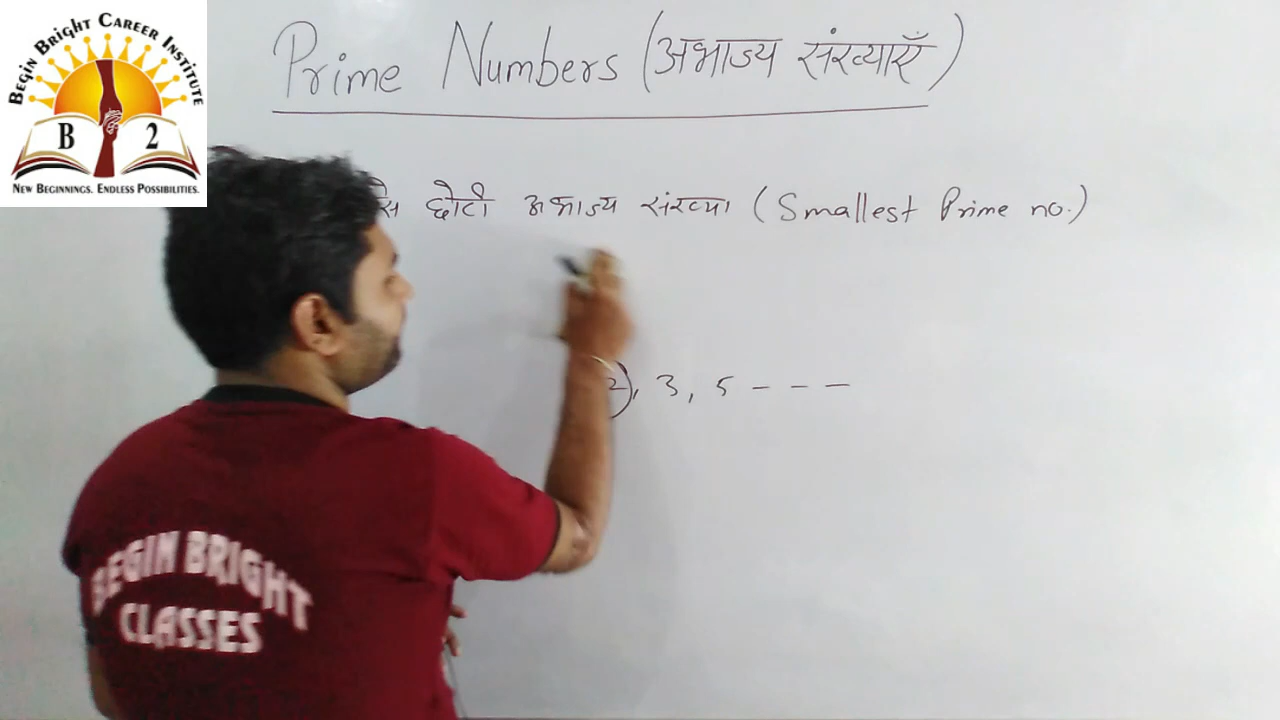 BEGIN BRIGHT CAREER INSTITUTE
B 2
NEW BEGINNINGS. ENDLESS POSSIBILITIES.
Prime Numbers (अभाज्य संख्याएँ)
छोटी अभाज्य संख्या (Smallest Prime no.)
2), 3, 5 - - -
BEGIN BRIGHT
CLASSES